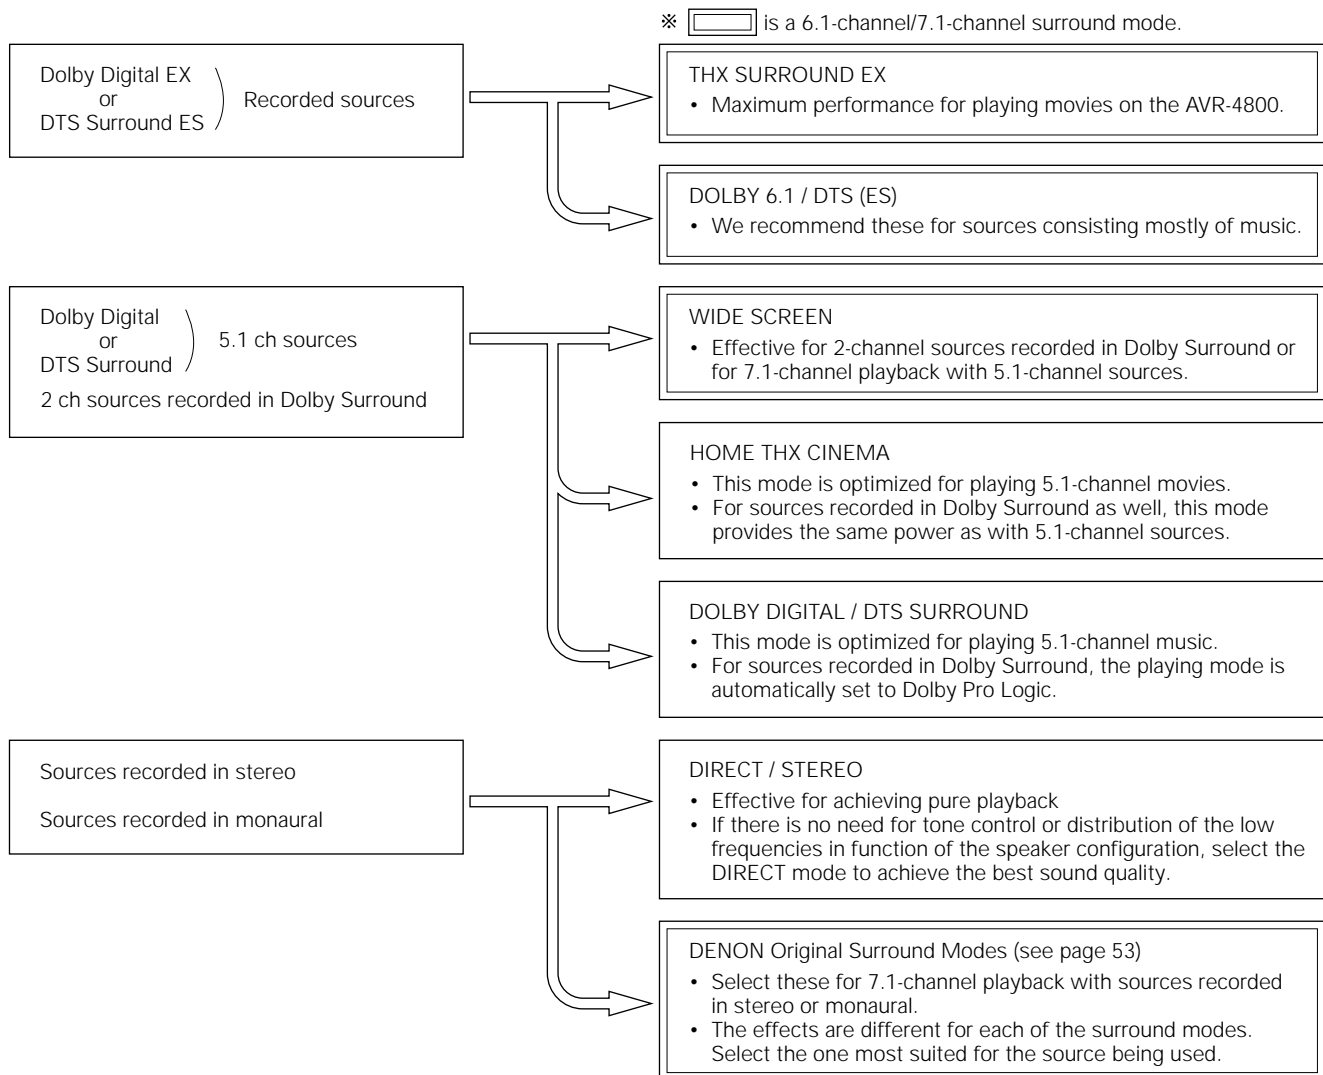 ※ is a 6.1-channel/7.1-channel surround mode.
Dolby Digital EX
or
DTS Surround ES
Recorded sources
THX SURROUND EX
• Maximum performance for playing movies on the AVR-4800.
DOLBY 6.1 / DTS (ES)
• We recommend these for sources consisting mostly of music.
Dolby Digital
or
DTS Surround
5.1 ch sources
2 ch sources recorded in Dolby Surround
WIDE SCREEN
• Effective for 2-channel sources recorded in Dolby Surround or
for 7.1-channel playback with 5.1-channel sources.
HOME THX CINEMA
• This mode is optimized for playing 5.1-channel movies.
• For sources recorded in Dolby Surround as well, this mode
provides the same power as with 5.1-channel sources.
DOLBY DIGITAL / DTS SURROUND
• This mode is optimized for playing 5.1-channel music.
• For sources recorded in Dolby Surround, the playing mode is
automatically set to Dolby Pro Logic.
Sources recorded in stereo
Sources recorded in monaural
DIRECT / STEREO
• Effective for achieving pure playback
• If there is no need for tone control or distribution of the low
frequencies in function of the speaker configuration, select the
DIRECT mode to achieve the best sound quality.
DENON Original Surround Modes (see page 53)
• Select these for 7.1-channel playback with sources recorded
in stereo or monaural.
• The effects are different for each of the surround modes.
Select the one most suited for the source being used.